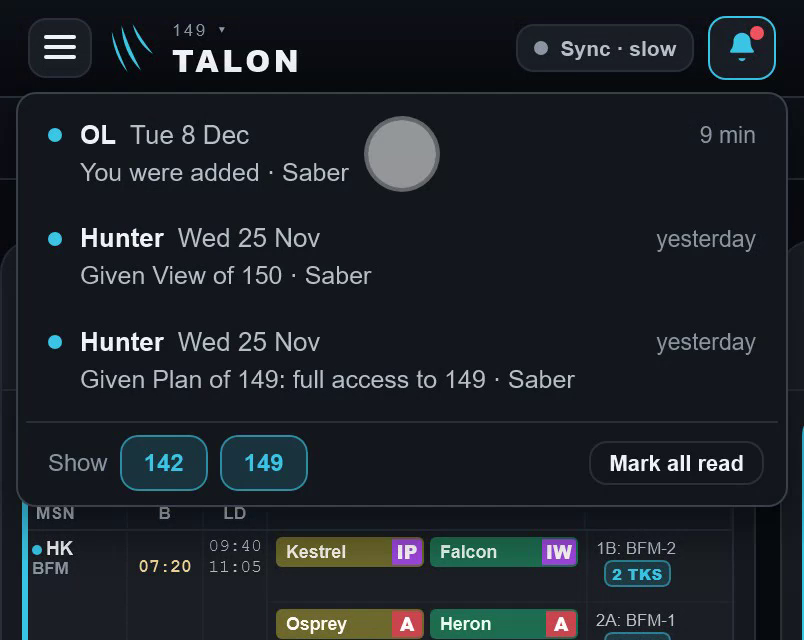 149 ▾
TALON
Sync · slow
OL Tue 8 Dec 9 min
You were added · Saber
Hunter Wed 25 Nov yesterday
Given View of 150 · Saber
Hunter Wed 25 Nov yesterday
Given Plan of 149: full access to 149 · Saber
Show 142 149 Mark all read
MSN B LD
HK 09:40 Kestrel IP Falcon IW 1B: BFM-2
BFM 07:20 11:05 2 TKS
Osprey A Heron A 2A: BFM-1